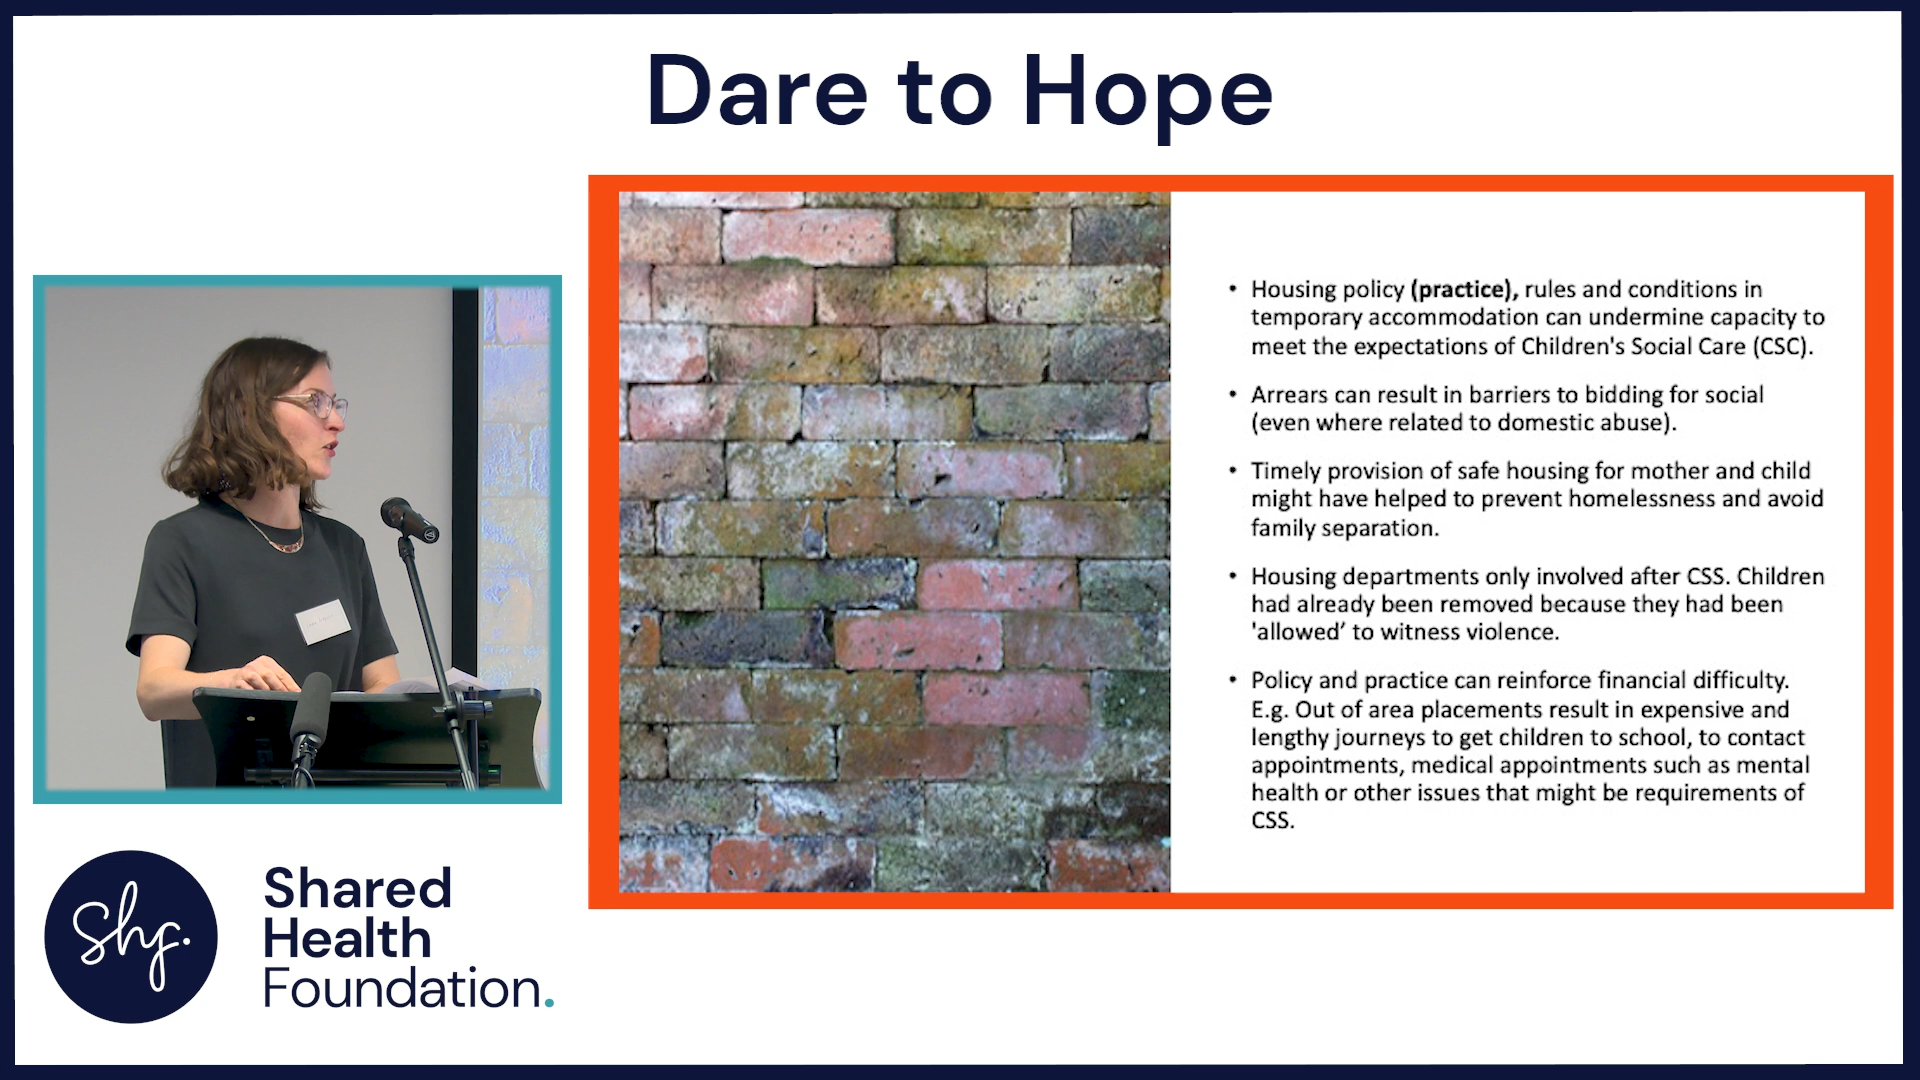 Dare to Hope
• Housing policy (practice), rules and conditions in
temporary accommodation can undermine capacity to
meet the expectations of Children's Social Care (CSC).
• Arrears can result in barriers to bidding for social
(even where related to domestic abuse).
• Timely provision of safe housing for mother and child
might have helped to prevent homelessness and avoid
family separation.
• Housing departments only involved after CSS. Children
had already been removed because they had been
'allowed’ to witness violence.
• Policy and practice can reinforce financial difficulty.
E.g. Out of area placements result in expensive and
lengthy journeys to get children to school, to contact
appointments, medical appointments such as mental
health or other issues that might be requirements of
CSS.
Shf.
Shared
Health
Foundation.